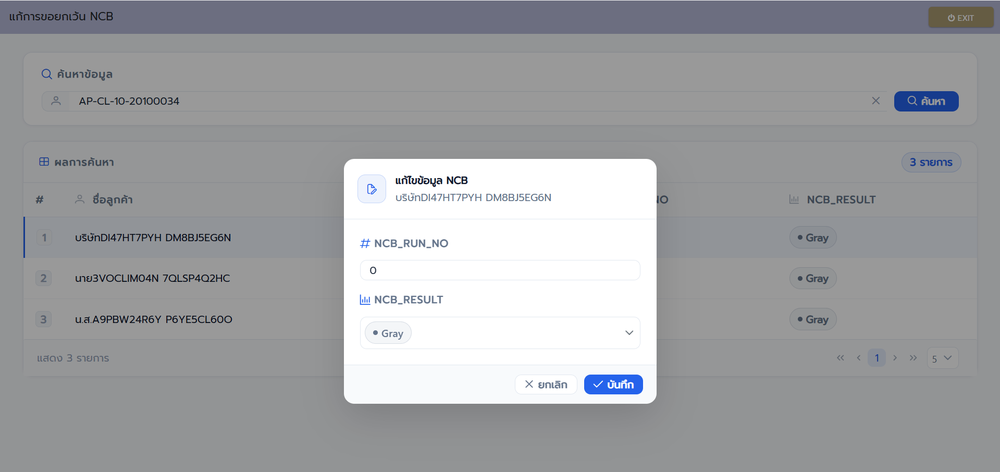 แก้การขอยกเว้น NCB
EXIT
ค้นหาข้อมูล
AP-CL-10-20100034
ค้นหา
ผลการค้นหา
3 รายการ
# ชื่อลูกค้า
NCB_RESULT
1 บริษัทDI47HT7PYH DM8BJ5EG6N Gray
2 นาย3VOCLIM04N 7QLSP4Q2HC Gray
3 น.ส.A9PBW24R6Y P6YE5CL60O Gray
แสดง 3 รายการ
1
5
แก้ไขข้อมูล NCB
บริษัทDI47HT7PYH DM8BJ5EG6N
NCB_RUN_NO
0
NCB_RESULT
Gray
ยกเลิก
บันทึก